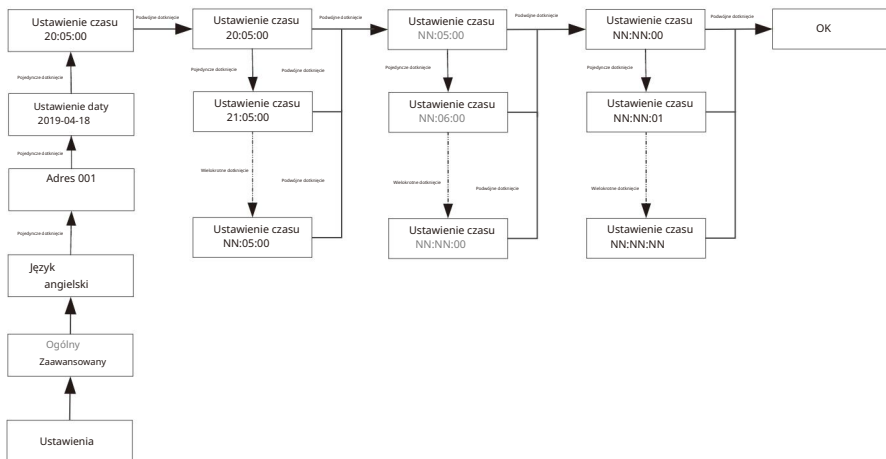 Ustawienie czasu
20:05:00
Podwójne dotknięcie
Ustawienie czasu
20:05:00
Podwójne dotknięcie
Ustawienie czasu
NN:05:00
Podwójne dotknięcie
Ustawienie czasu
NN:NN:00
Podwójne dotknięcie
OK
Pojedyncze dotknięcie
Pojedyncze dotknięcie
Podwójne dotknięcie
Pojedyncze dotknięcie
Podwójne dotknięcie
Pojedyncze dotknięcie
Ustawienie daty
2019-04-18
Ustawienie czasu
21:05:00
Ustawienie czasu
NN:06:00
Ustawienie czasu
NN:NN:01
Pojedyncze dotknięcie
Adres 001
Wielokrotne dotknięcie
Podwójne dotknięcie
Wielokrotne dotknięcie
Podwójne dotknięcie
Wielokrotne dotknięcie
Pojedyncze dotknięcie
Ustawienie czasu
NN:05:00
Ustawienie czasu
NN:NN:00
Ustawienie czasu
NN:NN:NN
Język
angielski
Ogólny
Zaawansowany
Ustawienia